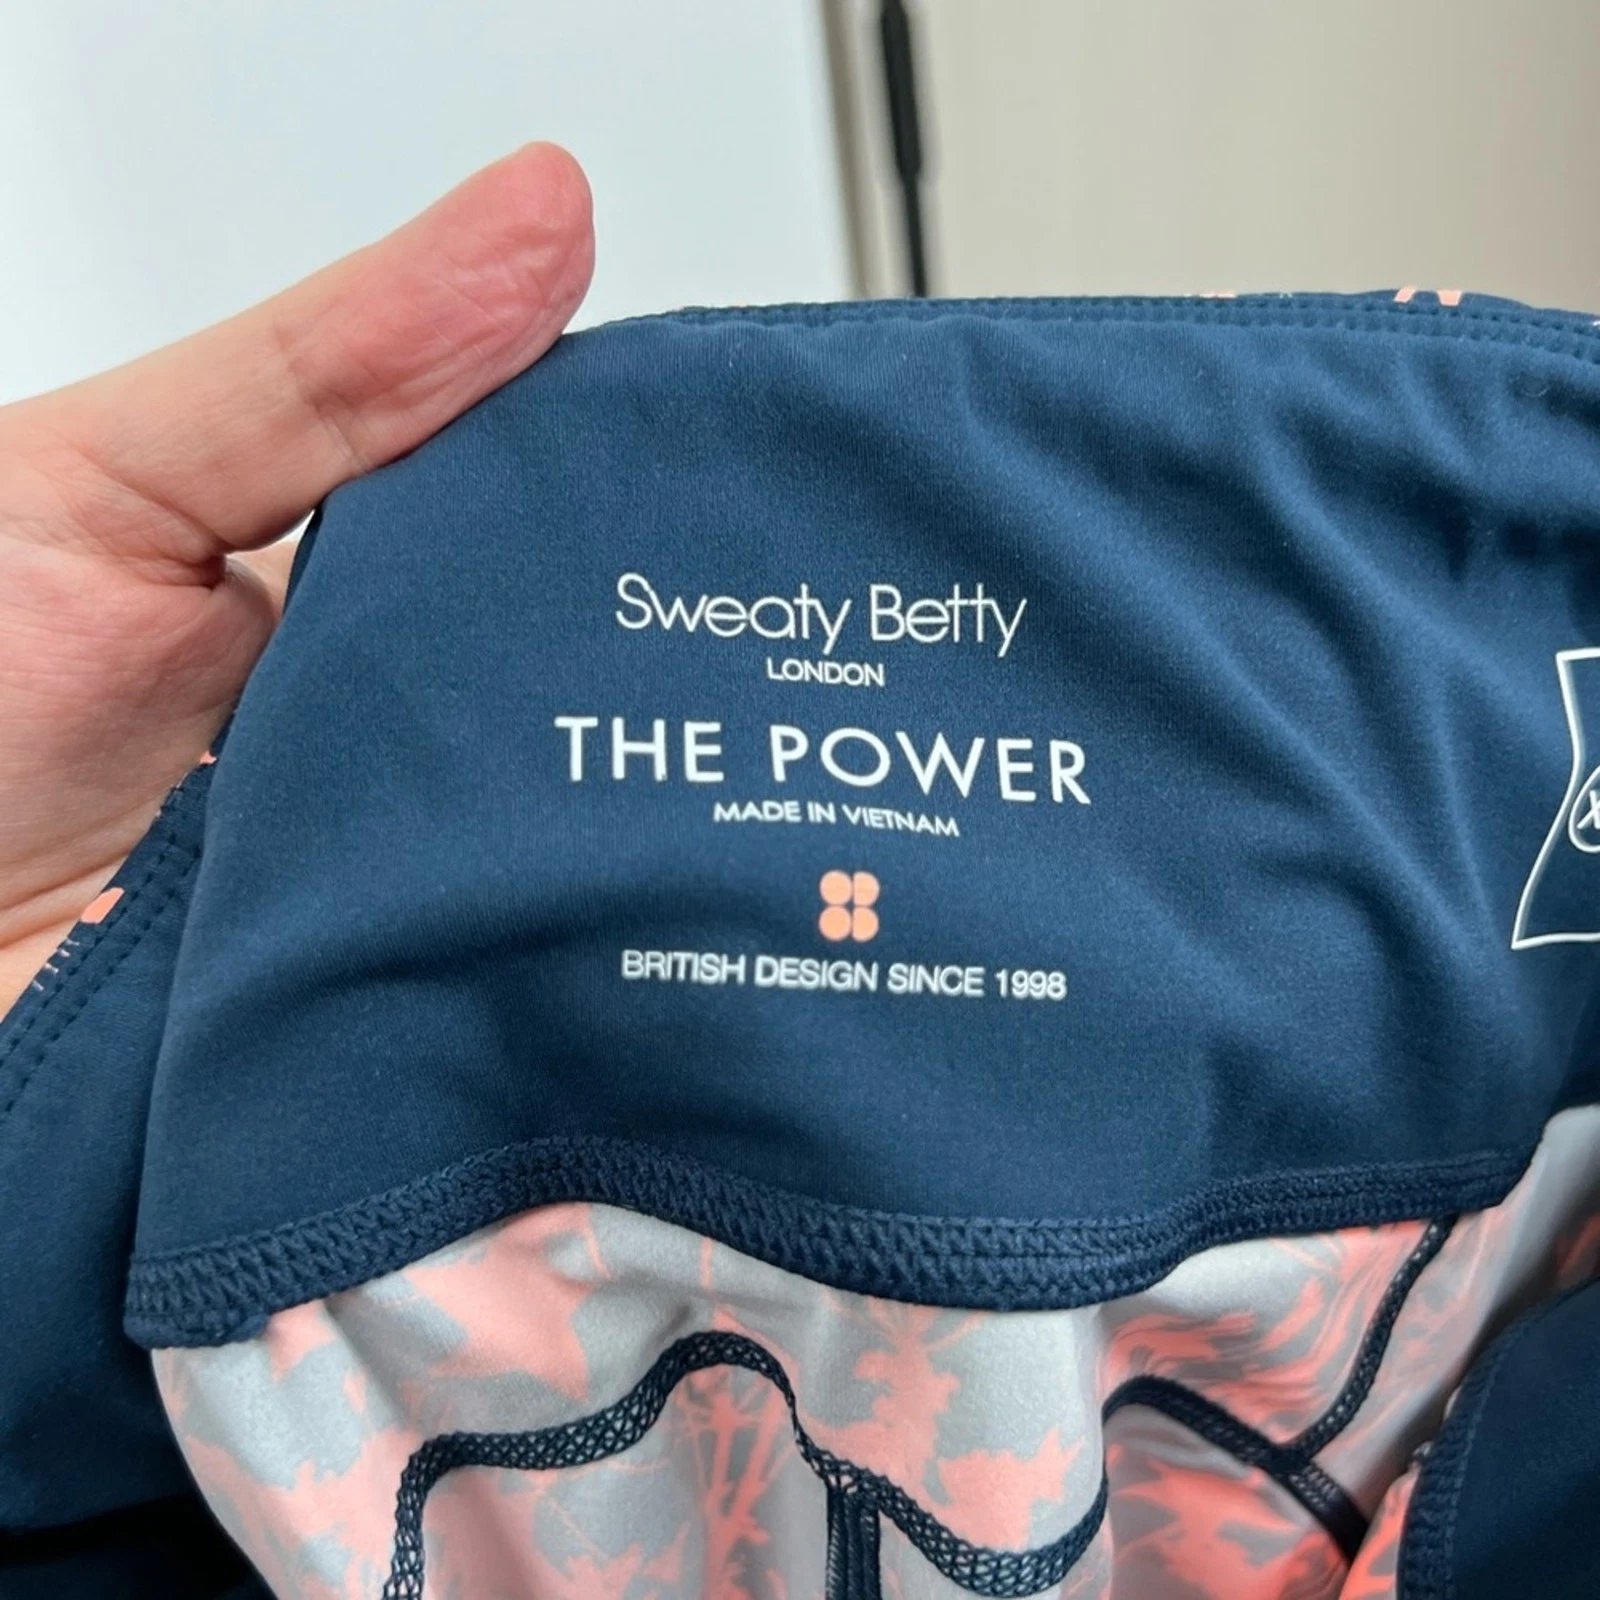 Sweaty Betty
LONDON
THE POWER
MADE IN VIETNAM
BRITISH DESIGN SINCE 1998